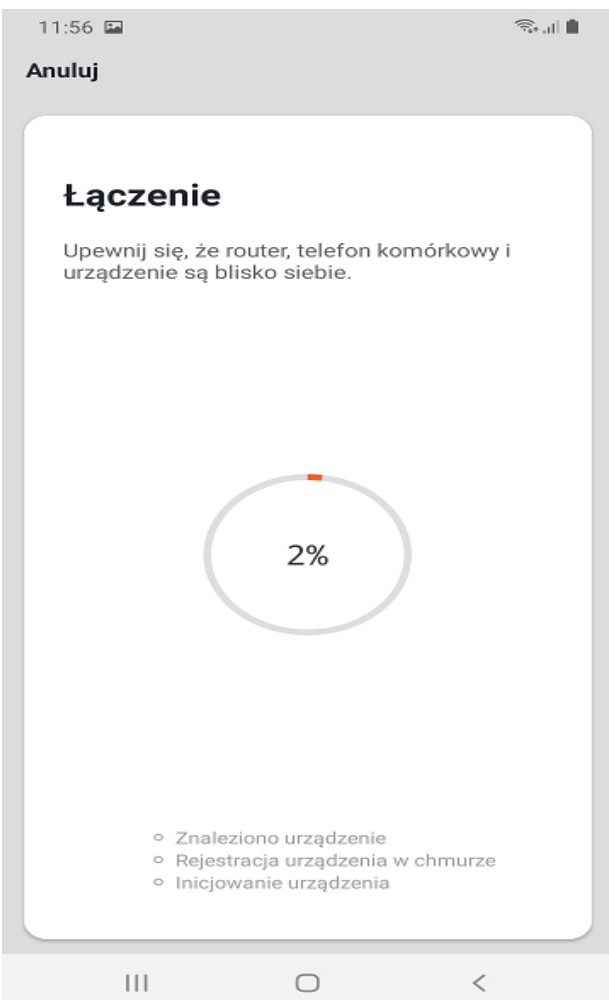 11:56
Anuluj
Łączenie
Upewnij się, że router, telefon komórkowy i
urządzenie są blisko siebie.
2%
Znaleziono urządzenie
Rejestracja urządzenia w chmurze
Inicjowanie urządzenia